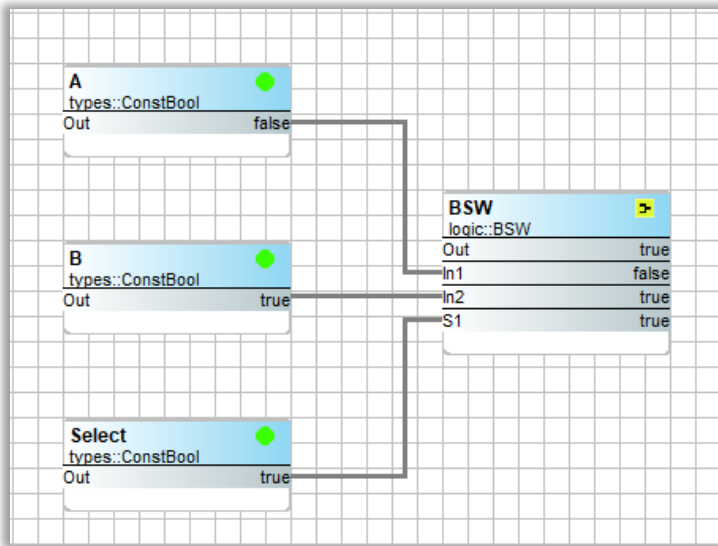 A
types::ConstBool
Out false
B
types::ConstBool
Out true
Select
types::ConstBool
Out true
BSW
logic::BSW
Out true
In1 false
In2 true
S1 true